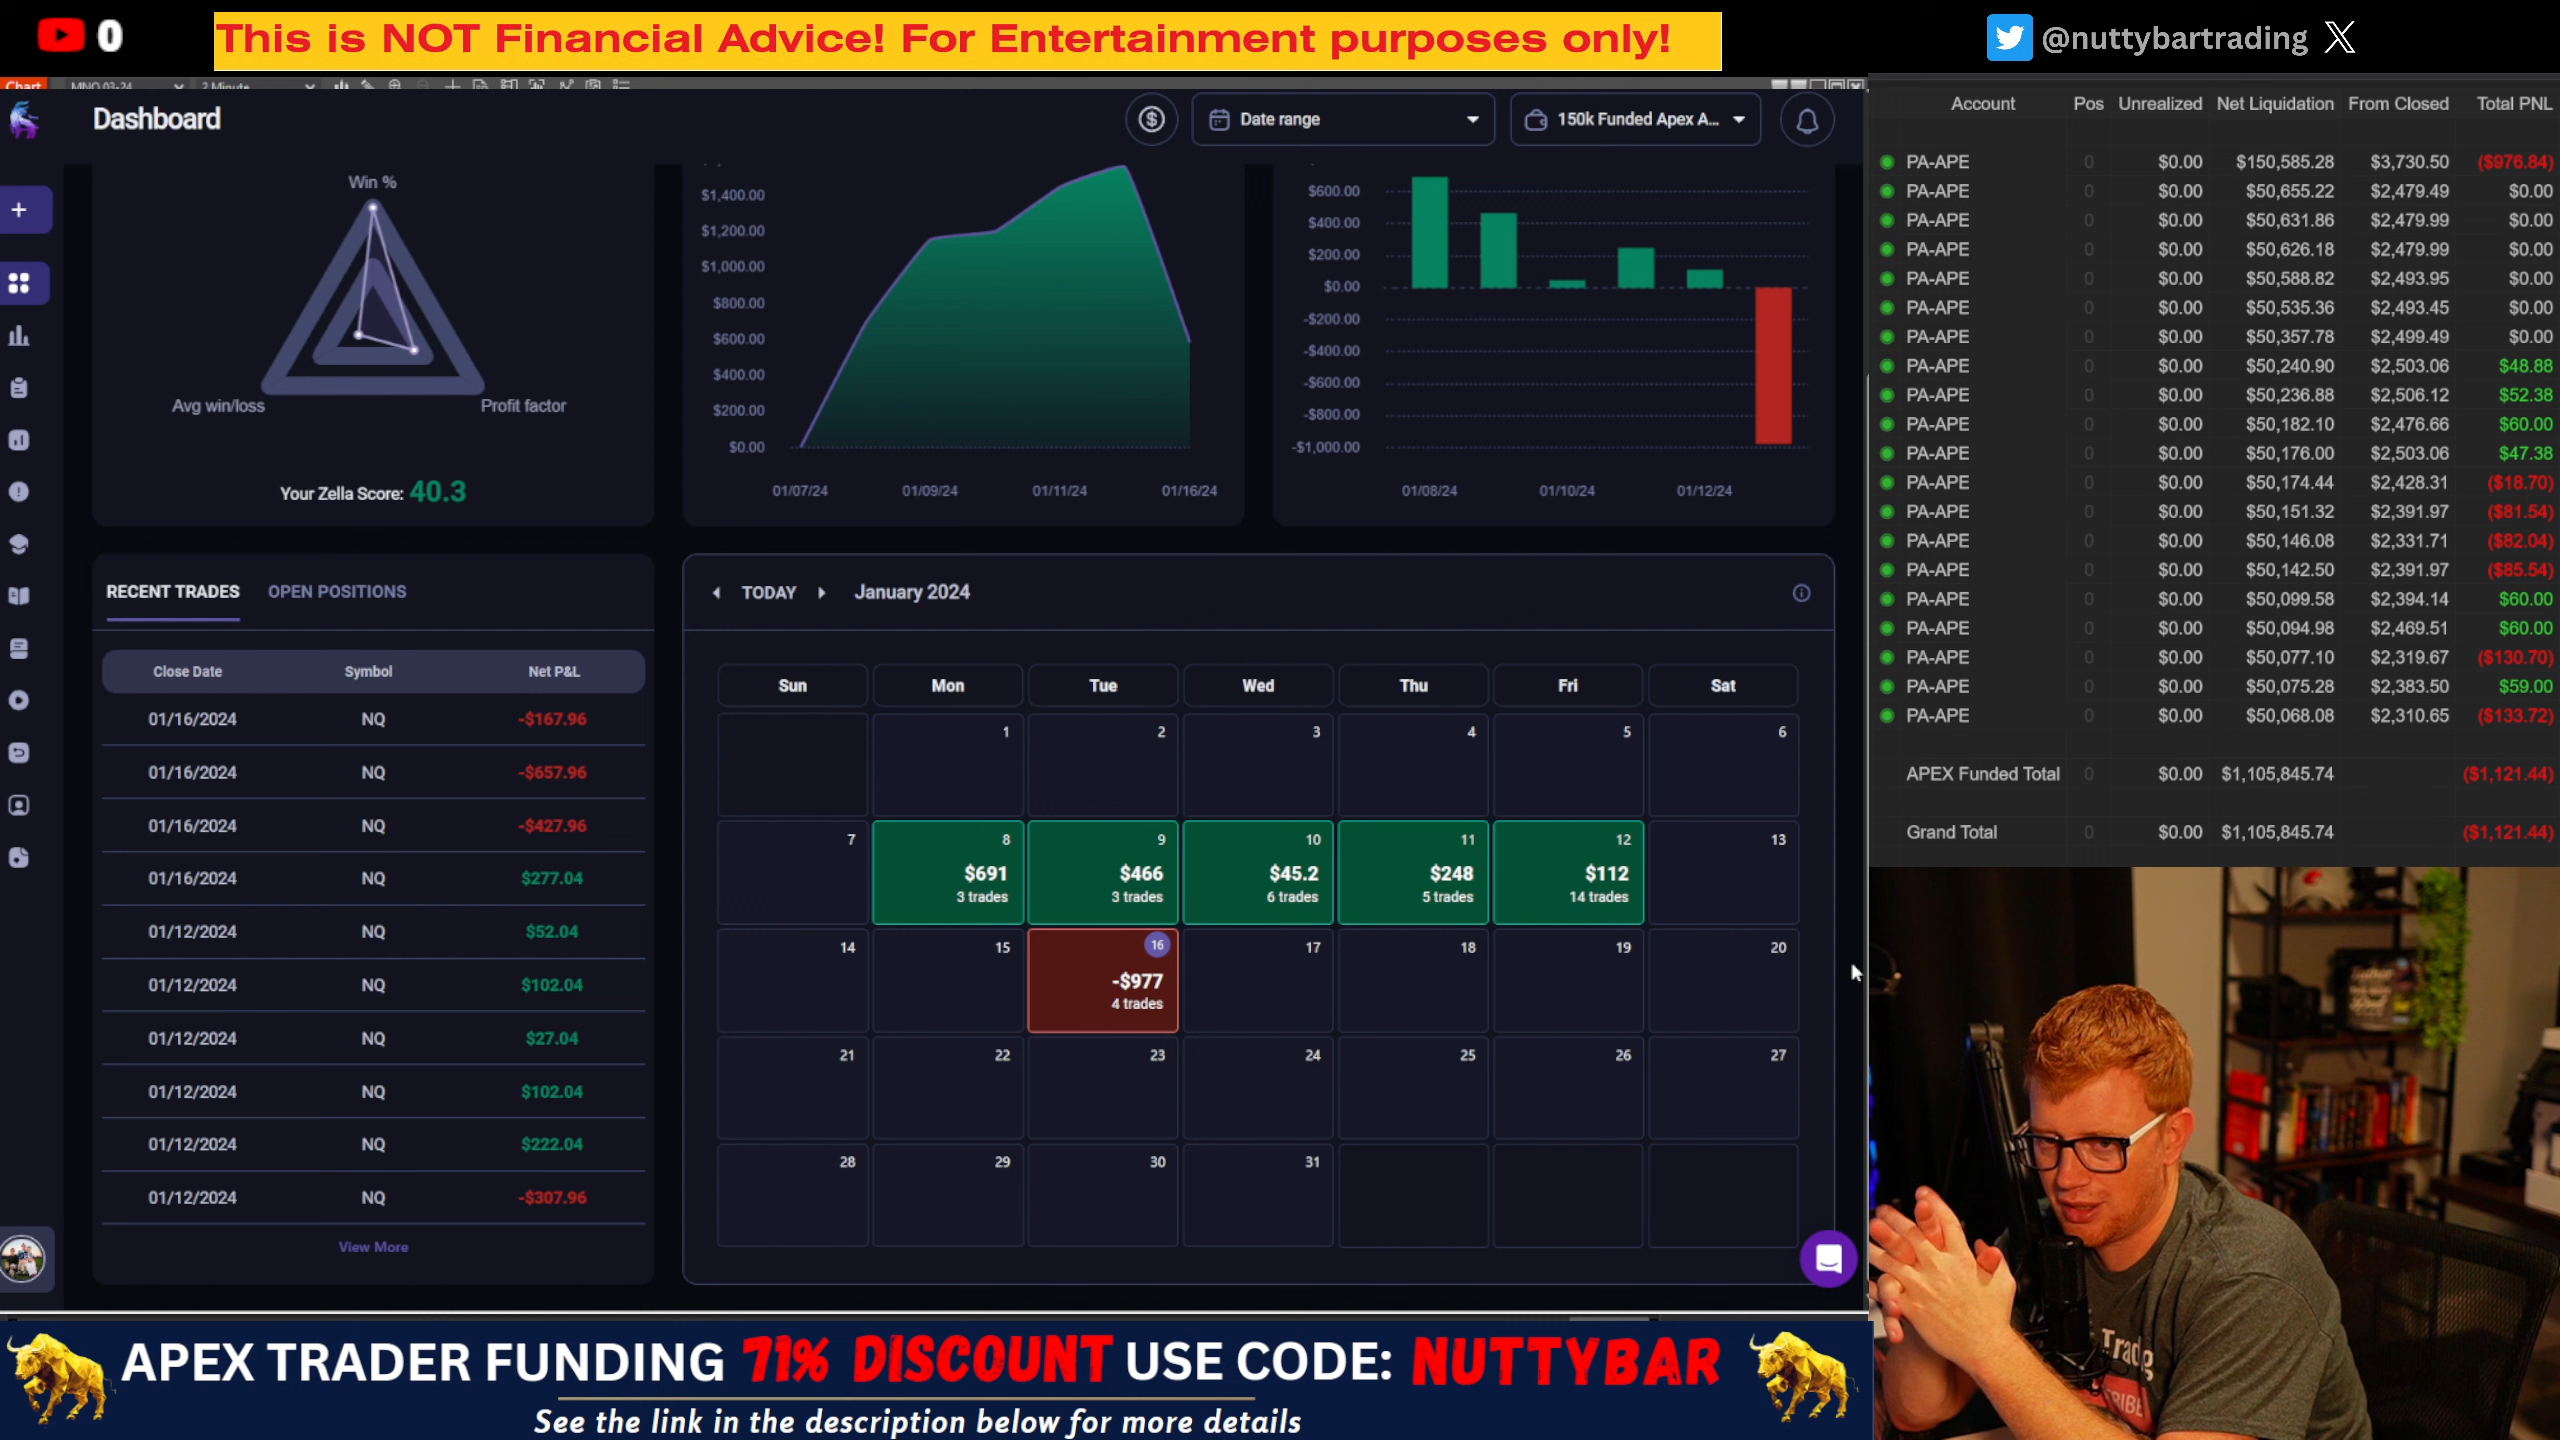 0
This is NOT Financial Advice! For Entertainment purposes only!
@nuttybartrading
Chart
MNQ 03-24
2 Minute
Dashboard
Date range
150k Funded Apex A...
Win %
Avg win/loss
Profit factor
Your Zella Score: 40.3
$1,400.00
$1,200.00
$1,000.00
$800.00
$600.00
$400.00
$200.00
$0.00
01/07/24 01/09/24 01/11/24 01/16/24
$600.00
$400.00
$200.00
$0.00
-$200.00
-$400.00
-$600.00
-$800.00
-$1,000.00
01/08/24 01/10/24 01/12/24
RECENT TRADES OPEN POSITIONS
Close Date Symbol Net P&L
01/16/2024 NQ -$167.96
01/16/2024 NQ -$657.96
01/16/2024 NQ -$427.96
01/16/2024 NQ $277.04
01/12/2024 NQ $52.04
01/12/2024 NQ $102.04
01/12/2024 NQ $27.04
01/12/2024 NQ $102.04
01/12/2024 NQ $222.04
01/12/2024 NQ -$307.96
View More
TODAY January 2024
Sun Mon Tue Wed Thu Fri Sat
1 2 3 4 5 6
7 8 9 10 11 12 13
$691 $466 $45.2 $248 $112
3 trades 3 trades 6 trades 5 trades 14 trades
14 15 16 17 18 19 20
-$977
4 trades
21 22 23 24 25 26 27
28 29 30 31
Account Pos Unrealized Net Liquidation From Closed Total PNL
PA-APE 0 $0.00 $150,585.28 $3,730.50 ($976.84)
PA-APE 0 $0.00 $50,655.22 $2,479.49 $0.00
PA-APE 0 $0.00 $50,631.86 $2,479.99 $0.00
PA-APE 0 $0.00 $50,626.18 $2,479.99 $0.00
PA-APE 0 $0.00 $50,588.82 $2,493.95 $0.00
PA-APE 0 $0.00 $50,535.36 $2,493.45 $0.00
PA-APE 0 $0.00 $50,357.78 $2,499.49 $0.00
PA-APE 0 $0.00 $50,240.90 $2,503.06 $48.88
PA-APE 0 $0.00 $50,236.88 $2,506.12 $52.38
PA-APE 0 $0.00 $50,182.10 $2,476.66 $60.00
PA-APE 0 $0.00 $50,176.00 $2,503.06 $47.38
PA-APE 0 $0.00 $50,174.44 $2,428.31 ($18.70)
PA-APE 0 $0.00 $50,151.32 $2,391.97 ($81.54)
PA-APE 0 $0.00 $50,146.08 $2,331.71 ($82.04)
PA-APE 0 $0.00 $50,142.50 $2,391.97 ($85.54)
PA-APE 0 $0.00 $50,099.58 $2,394.14 $60.00
PA-APE 0 $0.00 $50,094.98 $2,469.51 $60.00
PA-APE 0 $0.00 $50,077.10 $2,319.67 ($130.70)
PA-APE 0 $0.00 $50,075.28 $2,383.50 $59.00
PA-APE 0 $0.00 $50,068.08 $2,310.65 ($133.72)
APEX Funded Total 0 $0.00 $1,105,845.74 ($1,121.44)
Grand Total 0 $0.00 $1,105,845.74 ($1,121.44)
Trading
APEX TRADER FUNDING 71% DISCOUNT USE CODE: NUTTYBAR
See the link in the description below for more details